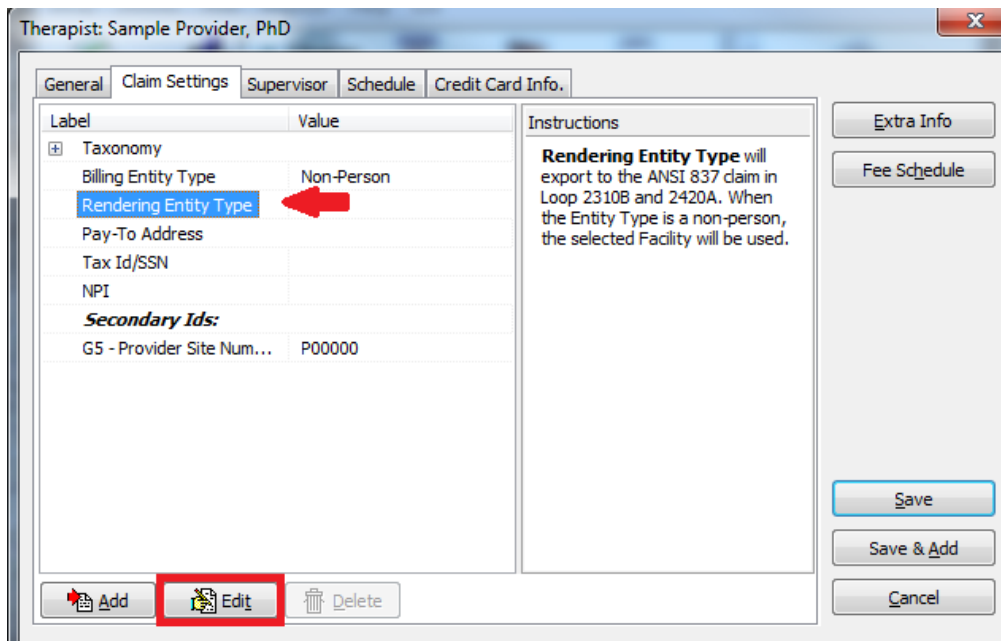 Therapist: Sample Provider, PhD
General Claim Settings Supervisor Schedule Credit Card Info.
Label Value
Taxonomy
Billing Entity Type Non-Person
Rendering Entity Type
Pay-To Address
Tax Id/SSN
NPI
Secondary Ids:
G5 - Provider Site Num... P00000
Instructions
Rendering Entity Type will
export to the ANSI 837 claim in
Loop 2310B and 2420A. When
the Entity Type is a non-person,
the selected Facility will be used.
Extra Info
Fee Schedule
Save
Save & Add
Cancel
Add Edit Delete